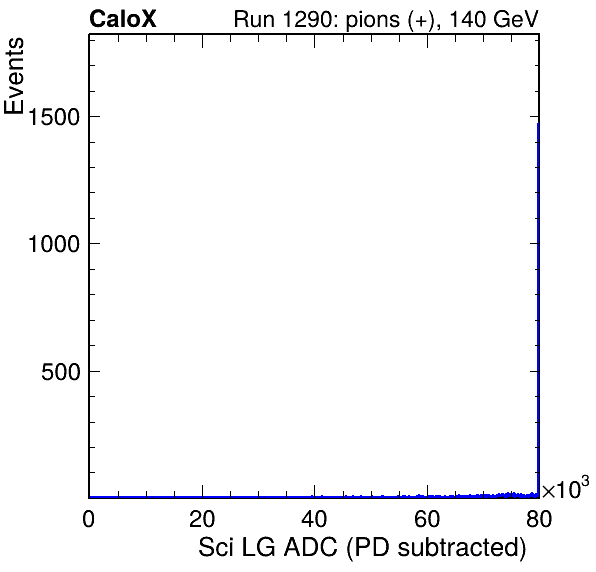 CaloX Run 1290: pions (+), 140 GeV
Events
1500
1000
500
0 20 40 60 80
×10³
Sci LG ADC (PD subtracted)